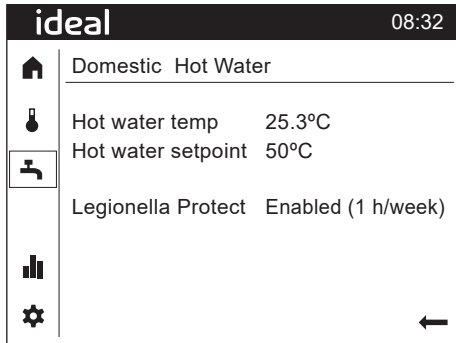 ideal 08:32
Domestic Hot Water
Hot water temp 25.3ºC
Hot water setpoint 50ºC
Legionella Protect Enabled (1 h/week)